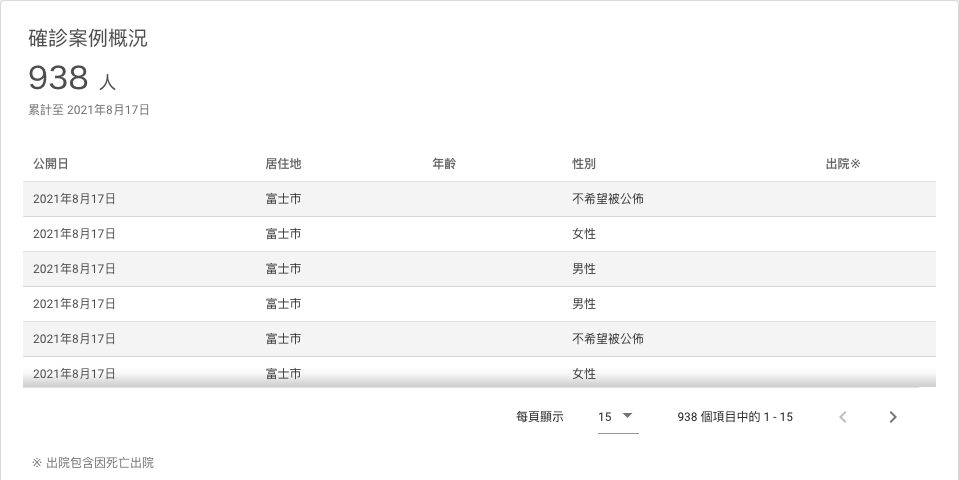 確診案例概況
938 人
累計至 2021年8月17日
公開日 居住地 年齡 性別 出院※
2021年8月17日 富士市 不希望被公佈
2021年8月17日 富士市 女性
2021年8月17日 富士市 男性
2021年8月17日 富士市 男性
2021年8月17日 富士市 不希望被公佈
2021年8月17日 富士市 女性
每頁顯示 15 938 個項目中的 1 - 15
※ 出院包含因死亡出院